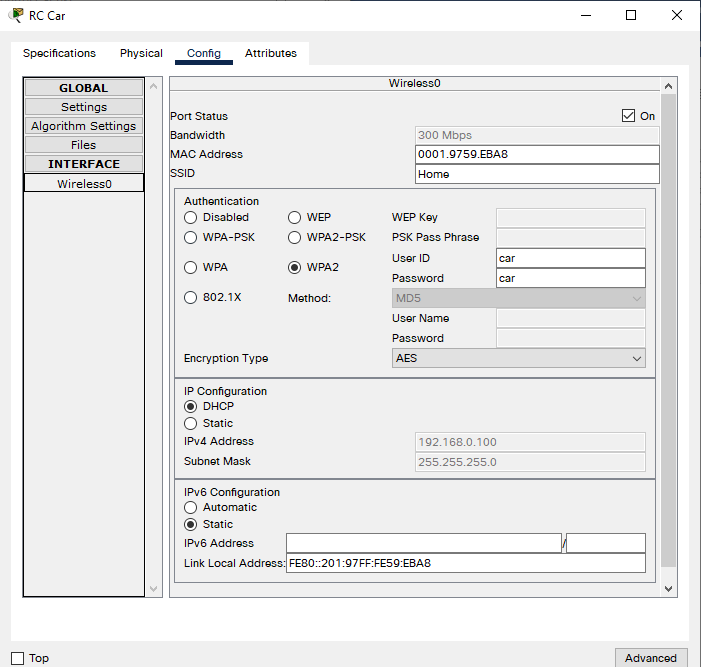 RC Car
Specifications Physical Config Attributes
GLOBAL
Settings
Algorithm Settings
Files
INTERFACE
Wireless0
Wireless0
Port Status On
Bandwidth 300 Mbps
MAC Address 0001.9759.EBA8
SSID Home
Authentication
Disabled WEP WEP Key
WPA-PSK WPA2-PSK PSK Pass Phrase
User ID car
WPA WPA2
Password car
802.1X Method: MD5
User Name
Password
Encryption Type AES
IP Configuration
DHCP
Static
IPv4 Address 192.168.0.100
Subnet Mask 255.255.255.0
IPv6 Configuration
Automatic
Static
IPv6 Address /
Link Local Address: FE80::201:97FF:FE59:EBA8
Top Advanced